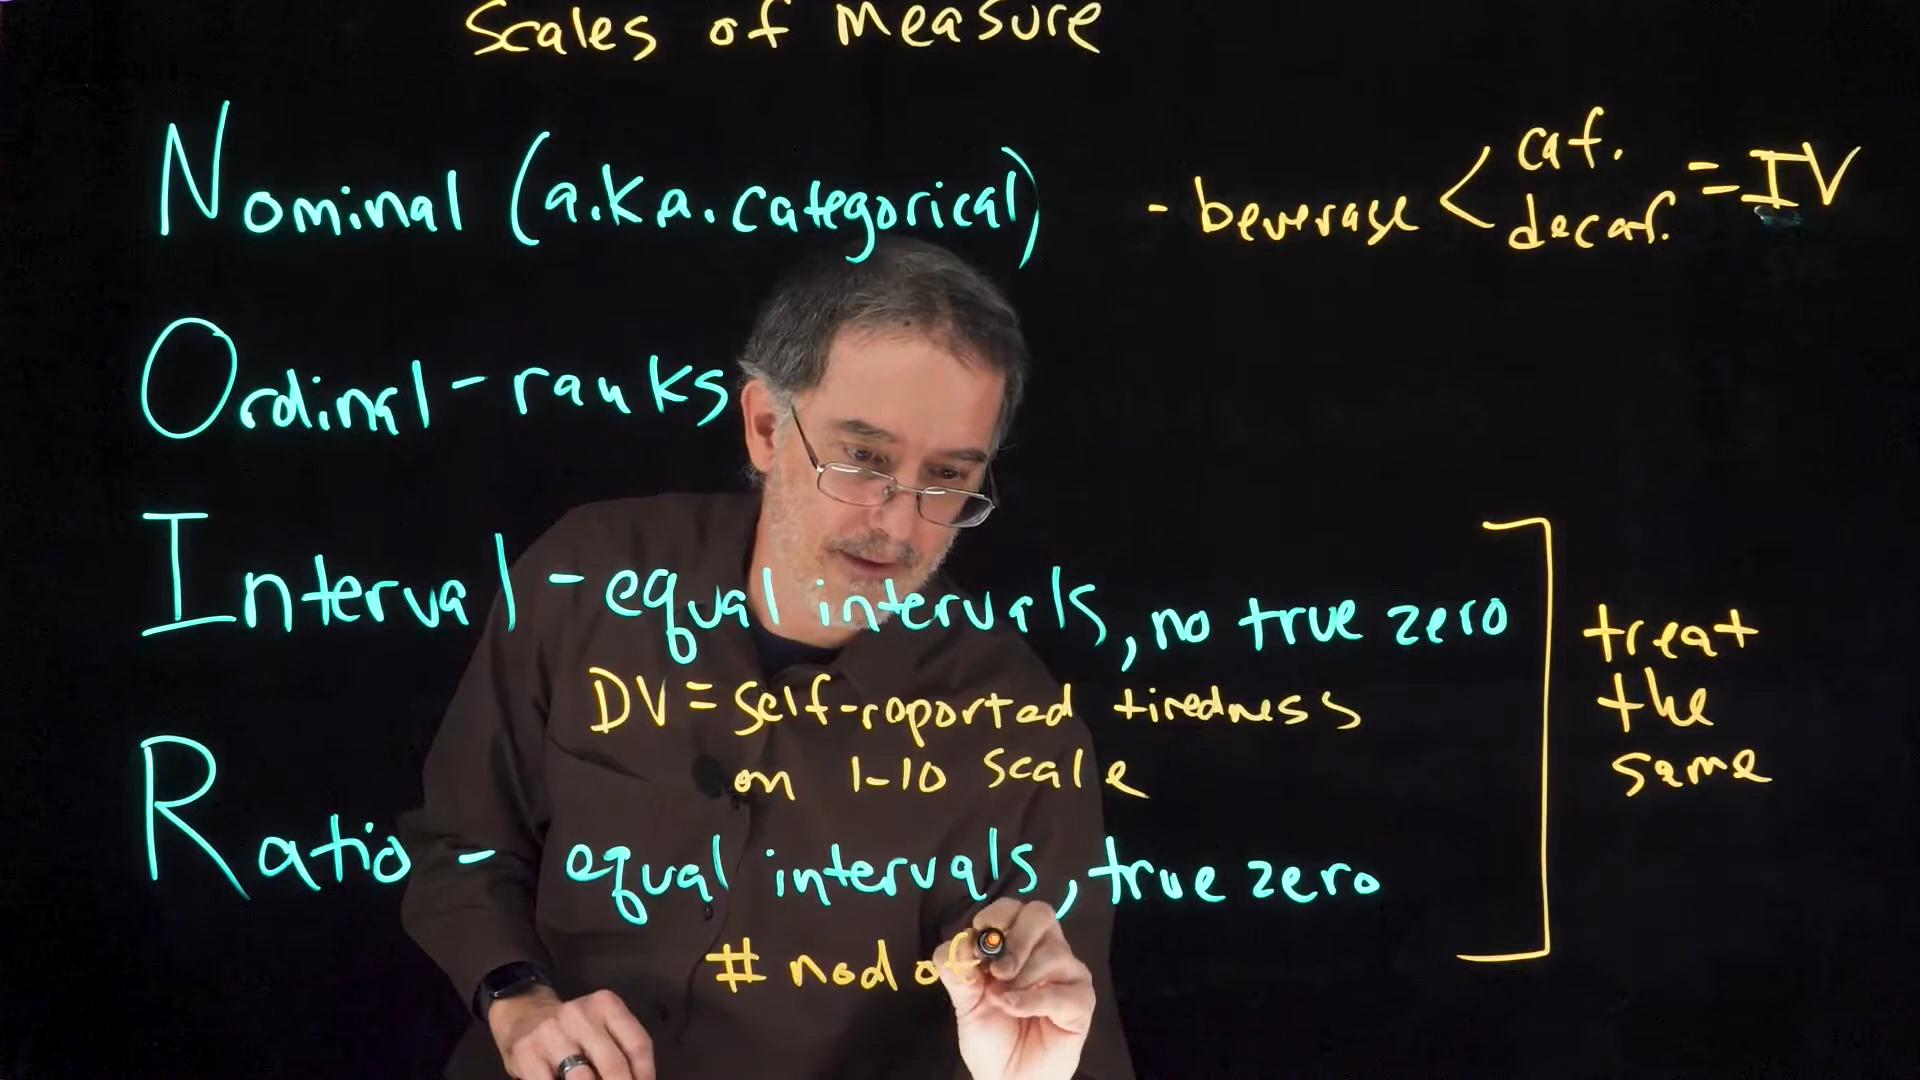 Scales of Measure
Nominal (a.k.a. categorical)
- beverage < caf.
decaf.
= IV
Ordinal - ranks
Interval - equal intervals, no true zero
DV = self-reported tiredness
on 1-10 scale
Ratio - equal intervals, true zero
# nod of
treat
the
same